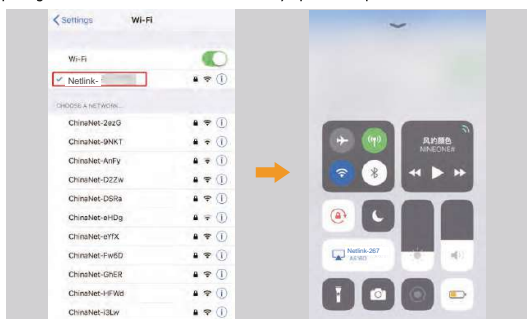 Settings
Wi-Fi
Wi-Fi
Netlink-
CHOOSE A NETWORK...
ChinaNet-2ezG
ChinaNet-9NKT
ChinaNet-AnFy
ChinaNet-D2Zw
ChinaNet-DSRa
ChinaNet-eHDg
ChinaNet-eYfX
ChinaNet-Fw6D
ChinaNet-GhER
ChinaNet-HFWd
ChinaNet-i3Lw
风的颜色
Netlink-267